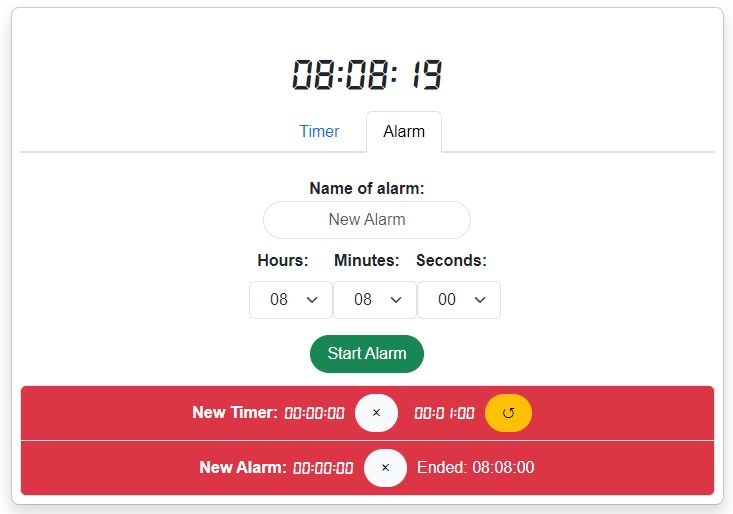 08:08:19
Timer Alarm
Name of alarm:
New Alarm
Hours: Minutes: Seconds:
08 08 00
Start Alarm
New Timer: 00:00:00 × 00:01:00 ↺
New Alarm: 00:00:00 × Ended: 08:08:00